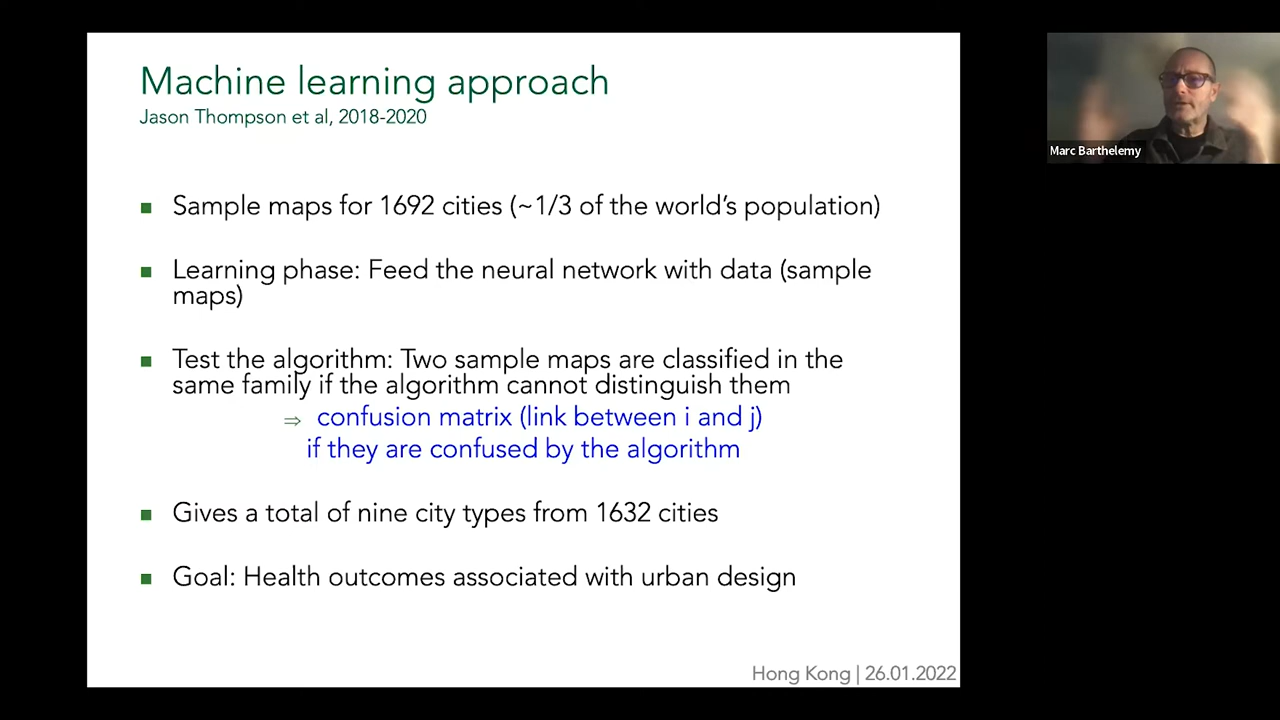 Machine learning approach
Jason Thompson et al, 2018-2020
Marc Barthelemy
▪ Sample maps for 1692 cities (~1/3 of the world's population)
▪ Learning phase: Feed the neural network with data (sample
maps)
▪ Test the algorithm: Two sample maps are classified in the
same family if the algorithm cannot distinguish them
⇒ confusion matrix (link between i and j)
if they are confused by the algorithm
▪ Gives a total of nine city types from 1632 cities
▪ Goal: Health outcomes associated with urban design
Hong Kong | 26.01.2022